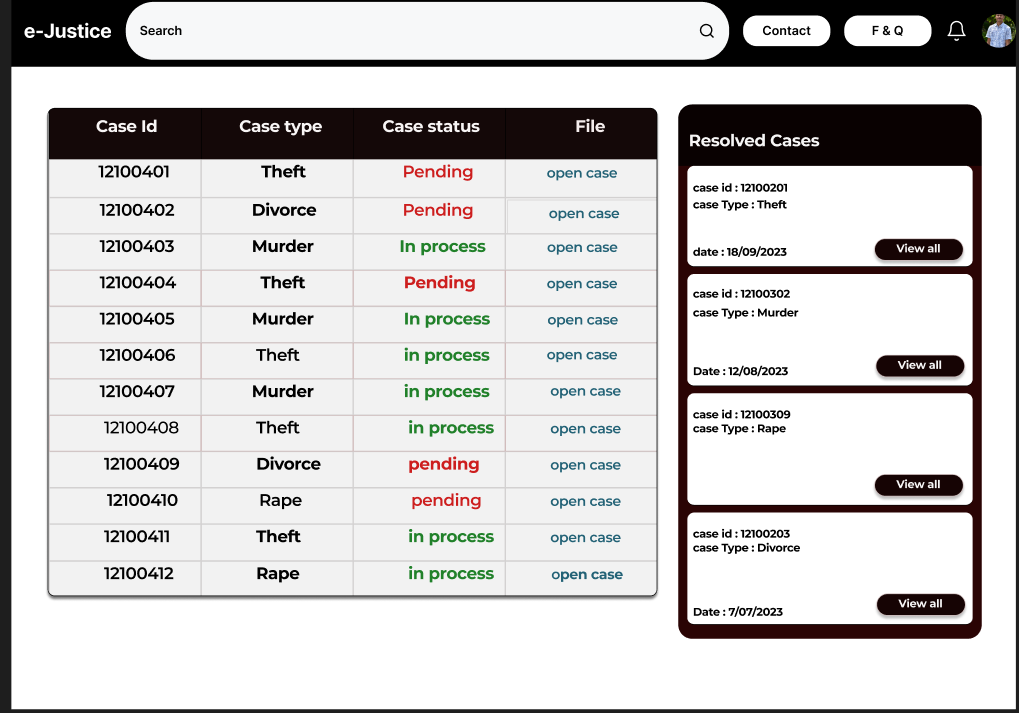 e-Justice Search Contact F & Q
Case Id Case type Case status File
12100401 Theft Pending open case
12100402 Divorce Pending open case
12100403 Murder In process open case
12100404 Theft Pending open case
12100405 Murder In process open case
12100406 Theft in process open case
12100407 Murder in process open case
12100408 Theft in process open case
12100409 Divorce pending open case
12100410 Rape pending open case
12100411 Theft in process open case
12100412 Rape in process open case
Resolved Cases
case id : 12100201
case Type : Theft
date : 18/09/2023 View all
case id : 12100302
case Type : Murder
Date : 12/08/2023 View all
case id : 12100309
case Type : Rape
View all
case id : 12100203
case Type : Divorce
Date : 7/07/2023 View all